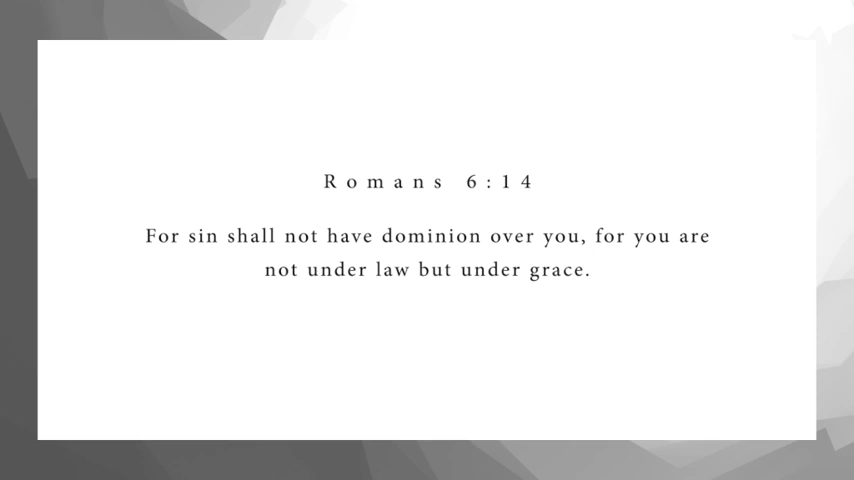 Romans 6:14
For sin shall not have dominion over you, for you are
not under law but under grace.